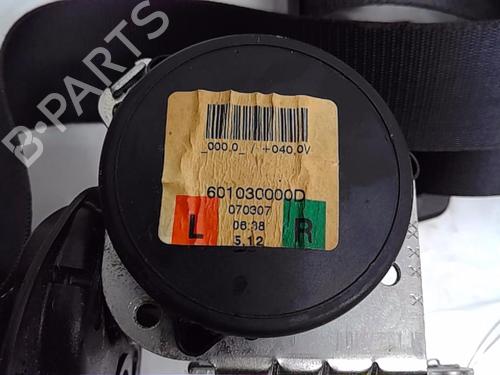 B-PARTS
_000,0_ / +040,0V
601030000D
070307
06:38
L R
5.12